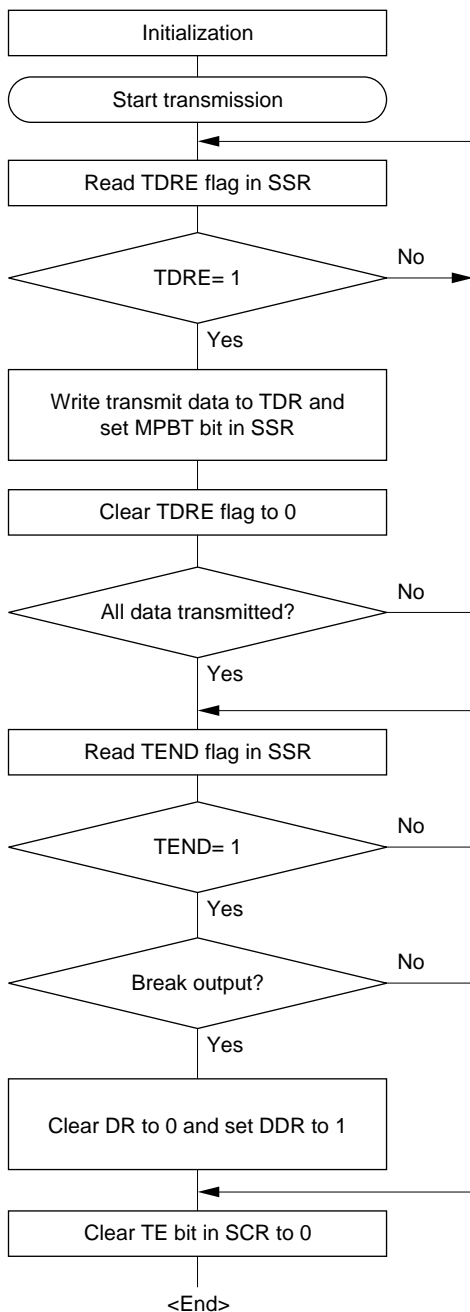 Initialization
Start transmission
Read TDRE flag in SSR
TDRE= 1
No
Yes
Write transmit data to TDR and
set MPBT bit in SSR
Clear TDRE flag to 0
All data transmitted?
No
Yes
Read TEND flag in SSR
TEND= 1
No
Yes
Break output?
No
Yes
Clear DR to 0 and set DDR to 1
Clear TE bit in SCR to 0
<End>